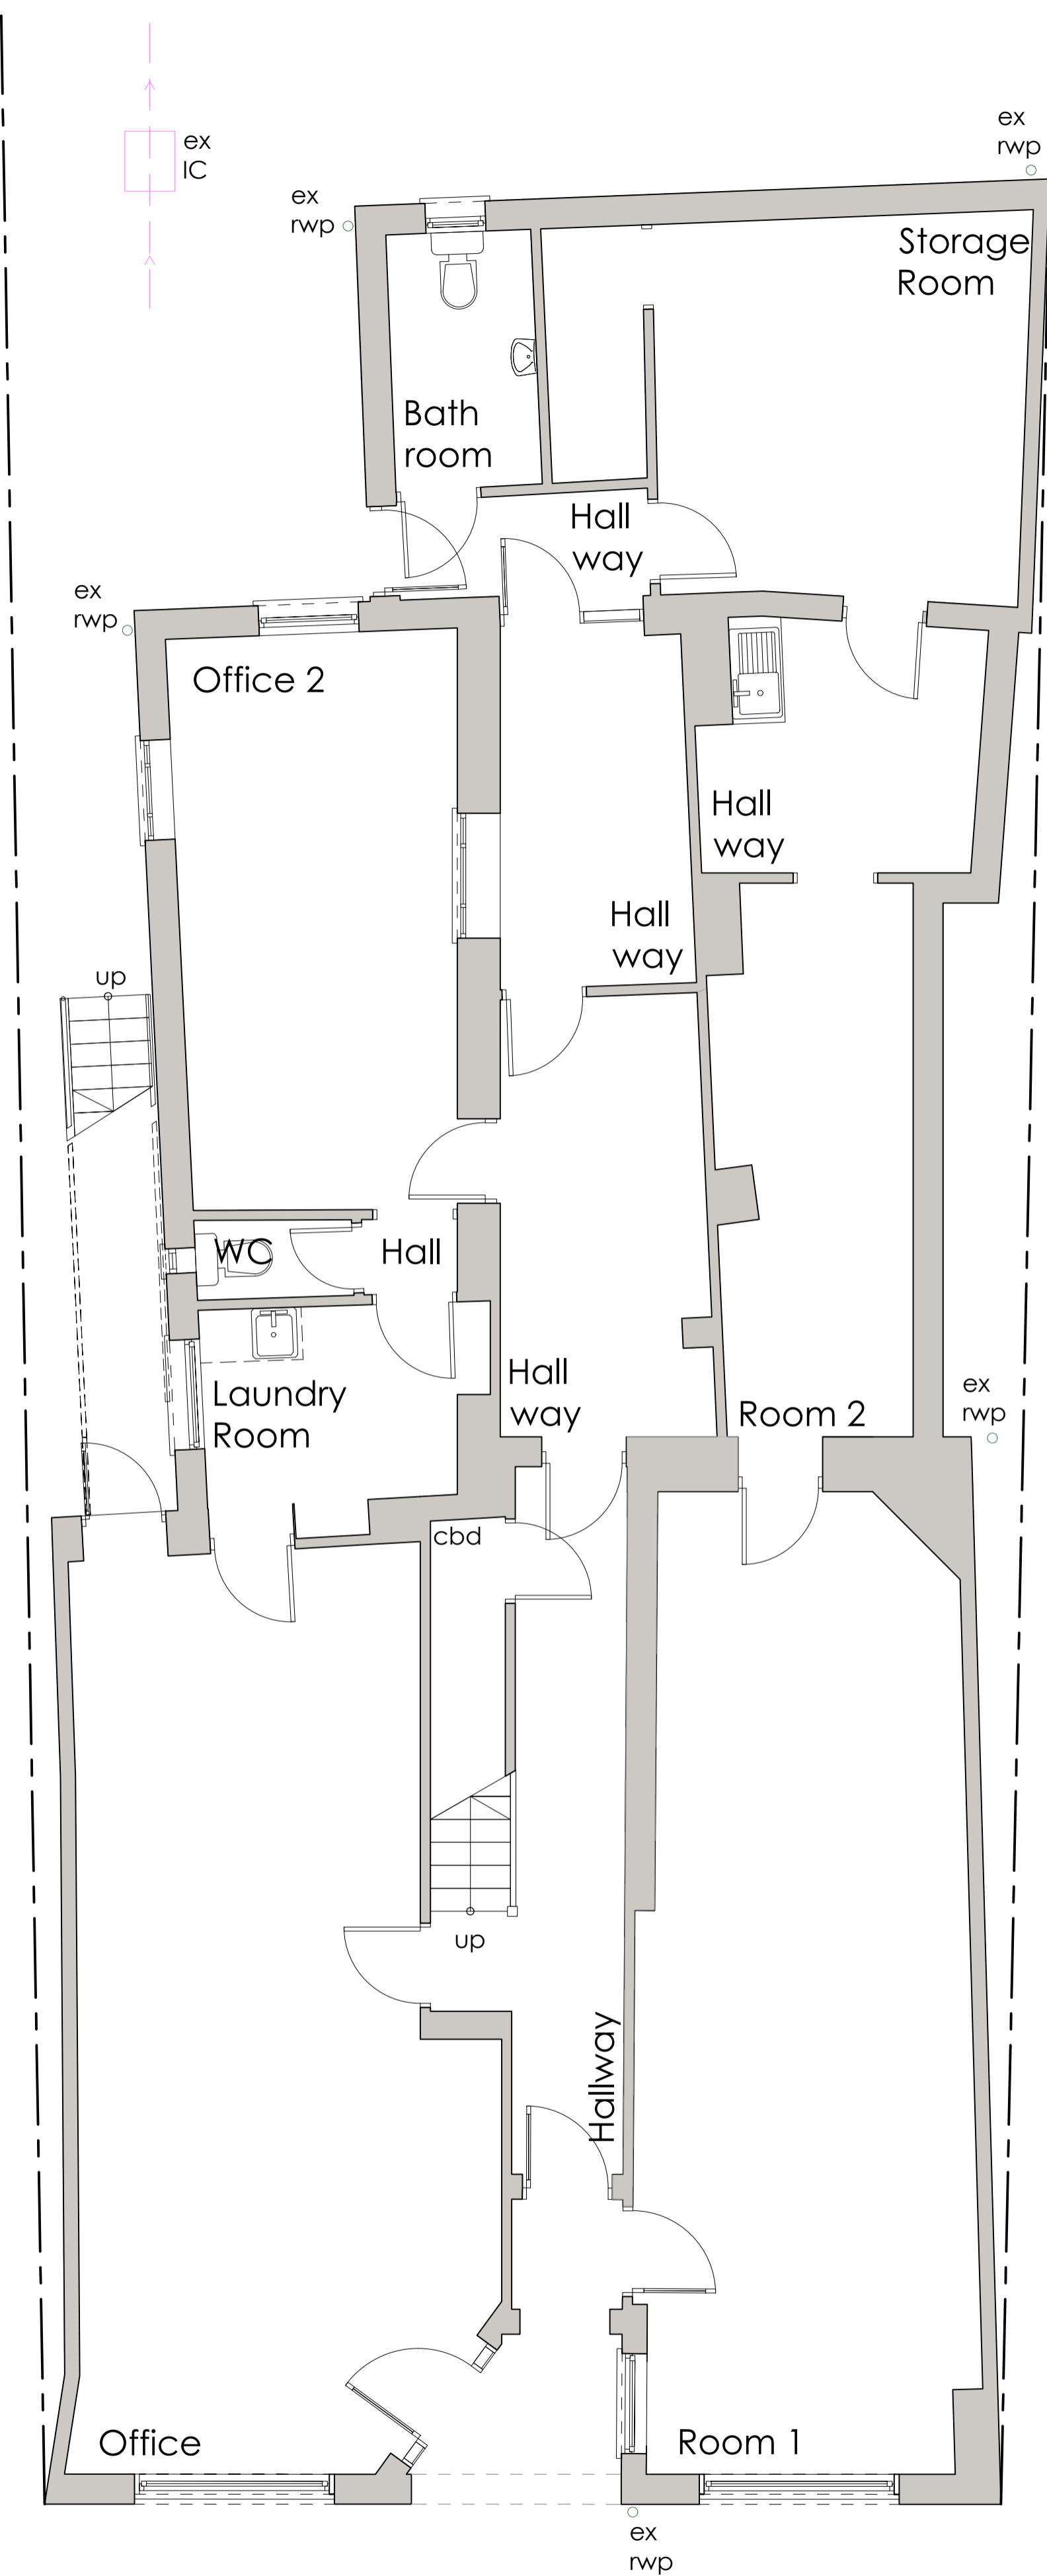 ex
IC
ex
rwp
ex
rwp
Storage
Room
Bath
room
Hall
way
ex
rwp
Office 2
Hall
way
Hall
way
up
WC
Hall
Hall
way
Laundry
Room
Room 2
ex
rwp
cbd
up
Hallway
Office
Room 1
ex
rwp